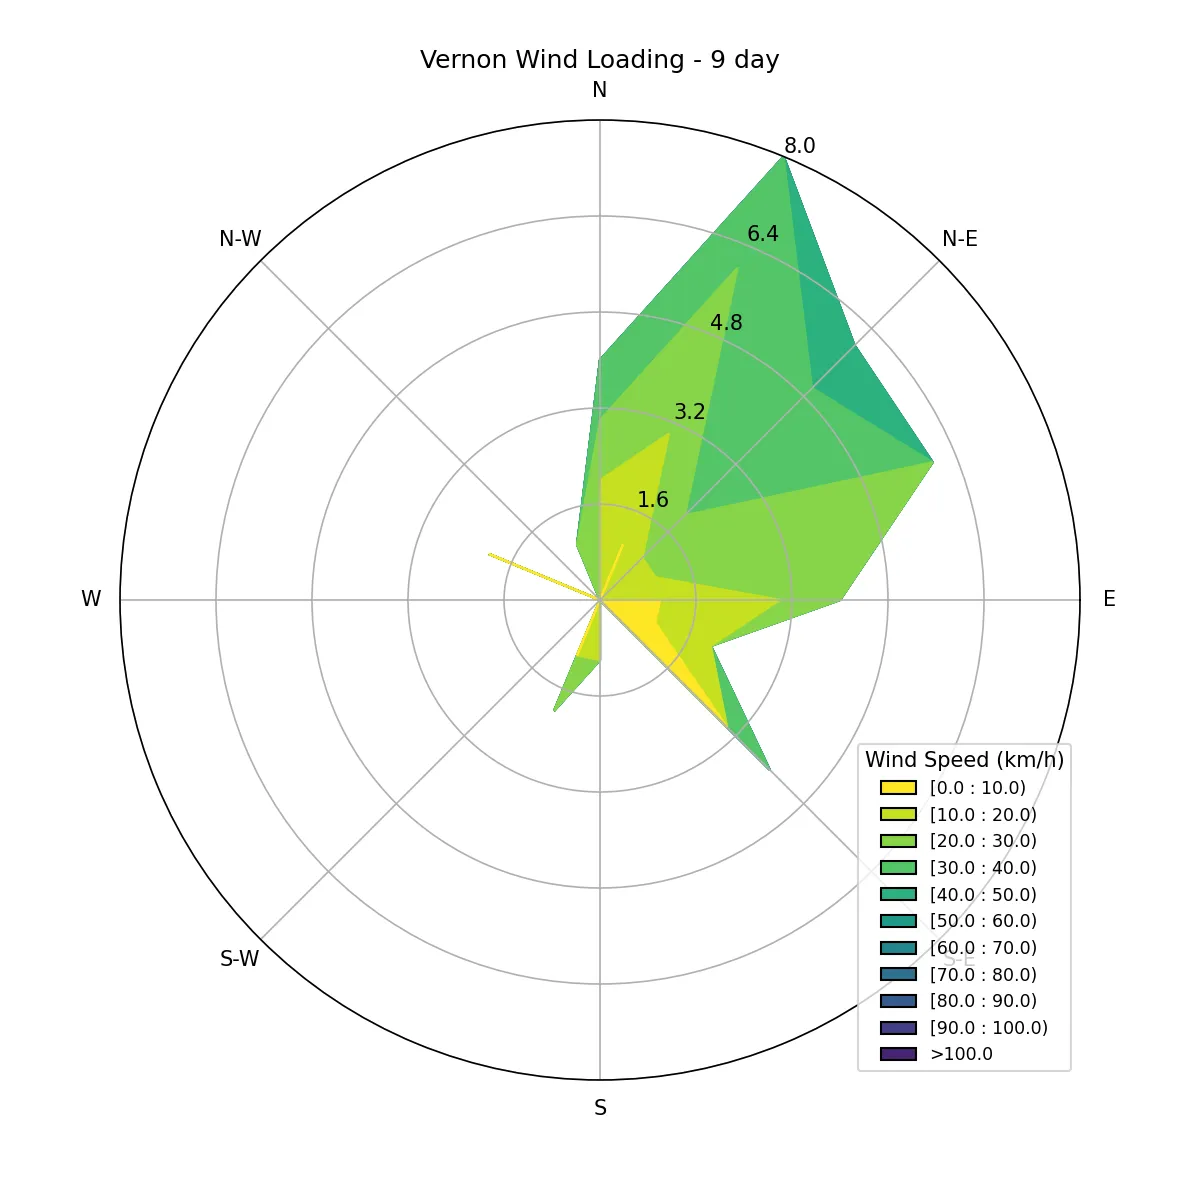 Vernon Wind Loading - 9 day
N
8.0
6.4
N-W
N-E
4.8
3.2
1.6
W
E
Wind Speed (km/h)
[0.0 : 10.0)
[10.0 : 20.0)
[20.0 : 30.0)
[30.0 : 40.0)
[40.0 : 50.0)
[50.0 : 60.0)
[60.0 : 70.0)
[70.0 : 80.0)
[80.0 : 90.0)
[90.0 : 100.0)
>100.0
S-W
S-E
S